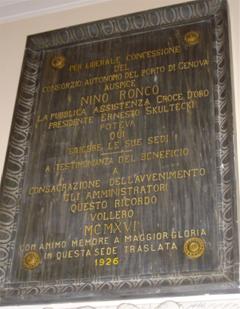 PER LIBERALE CONCESSIONE
DEL
CONSORZIO AUTONOMO DEL PORTO DI GENOVA
AUSPICE
NINO RONCO
LA PUBBLICA ASSISTENZA CROCE D'ORO
PRESIDENTE ERNESTO SKULTECKI
POTEVA
QUI
ERIGERE LE SUE SEDI
A TESTIMONIANZA DEL BENEFICIO
A
CONSACRAZIONE DELL'AVVENIMENTO
GLI AMMINISTRATORI
QUESTO RICORDO
VOLLERO
MCMXVI
CON ANIMO MEMORE A MAGGIOR GLORIA
IN QUESTA SEDE TRASLATA
1926